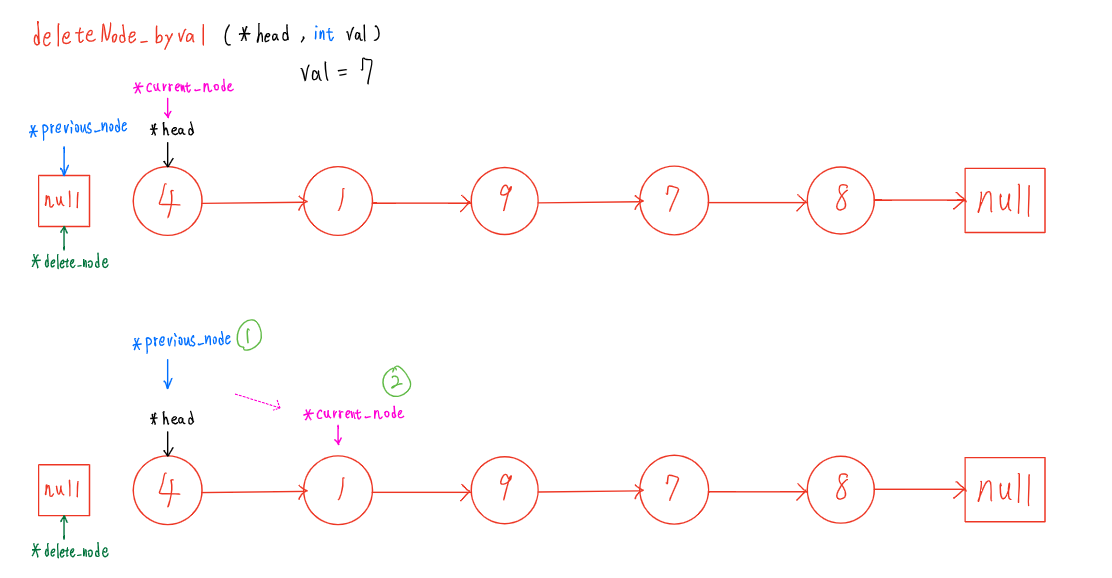 deleteNode_byval (*head, int val)
val = 7
*current_node
*previous_node *head
null 4 1 9 7 8 null
*delete_node
*previous_node 1
2
*head *current_node
null 4 1 9 7 8 null
*delete_node